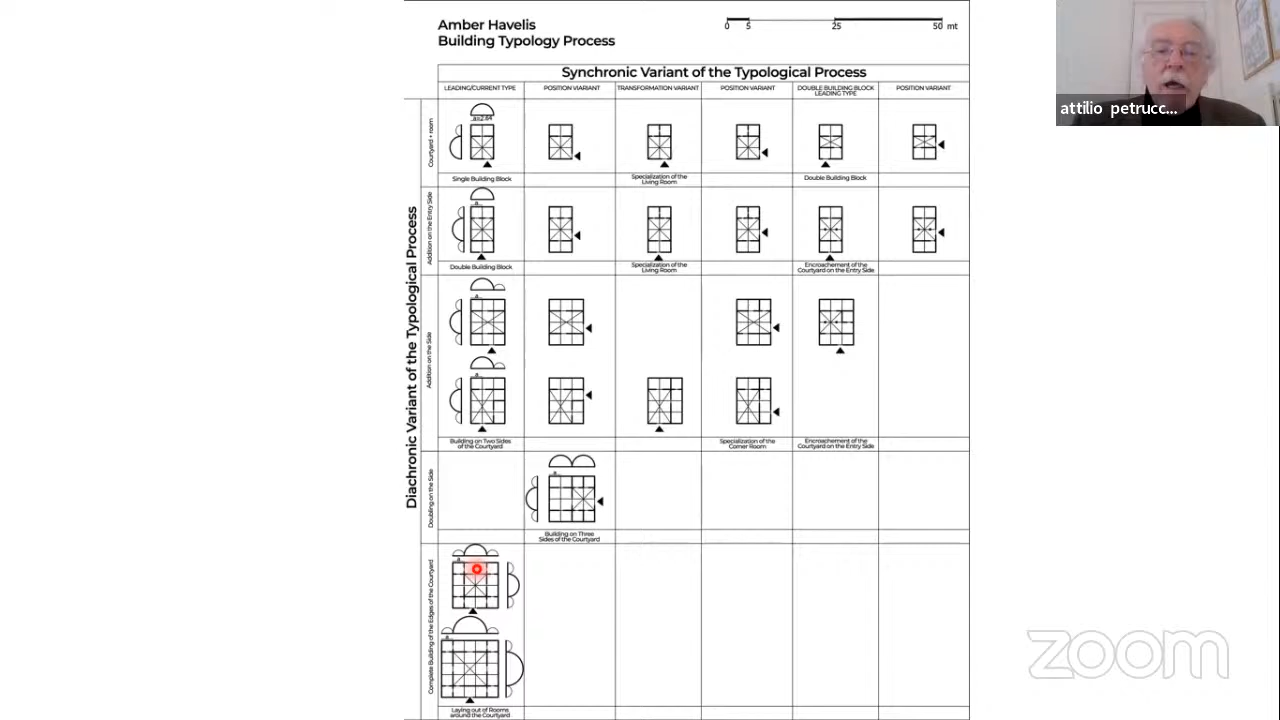 Amber Havelis
Building Typology Process
0 5 25 50 mt
attilio petrucc...
Synchronic Variant of the Typological Process
LEADING/CURRENT TYPE
POSITION VARIANT
TRANSFORMATION VARIANT
POSITION VARIANT
DOUBLE BUILDING BLOCK
LEADING TYPE
POSITION VARIANT
Diachronic Variant of the Typological Process
Courtyard + room
a=2.64
Single Building Block
Specialization of the
Living Room
Double Building Block
Addition on the Entry Side
a
Double Building Block
Specialization of the
Living Room
Encroachement of the
Courtyard on the Entry Side
Addition on the Side
a
a
Building on Two Sides
of the Courtyard
Specialization of the
Corner Room
Encroachement of the
Courtyard on the Entry Side
Doubling on the Side
a
Building on Three
Sides of the Courtyard
Complete Building of the Edges of the Courtyard
a
a
Laying out of Rooms
around the Courtyard
zoom